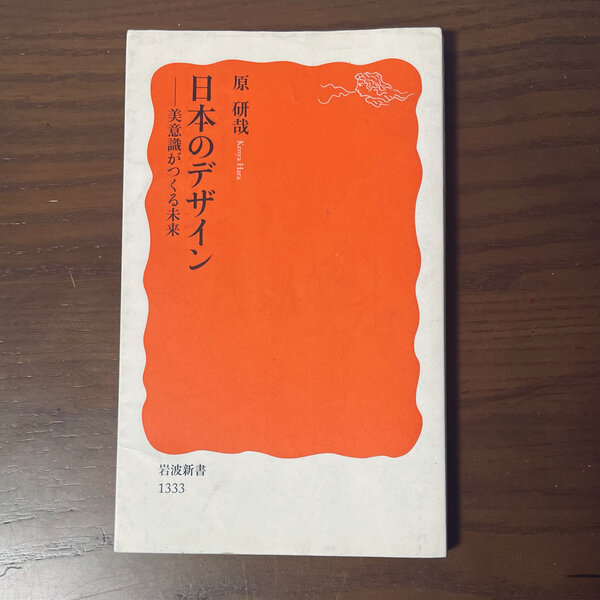 原 研哉
Kenya Hara
日本のデザイン
──美意識がつくる未来
岩波新書
1333